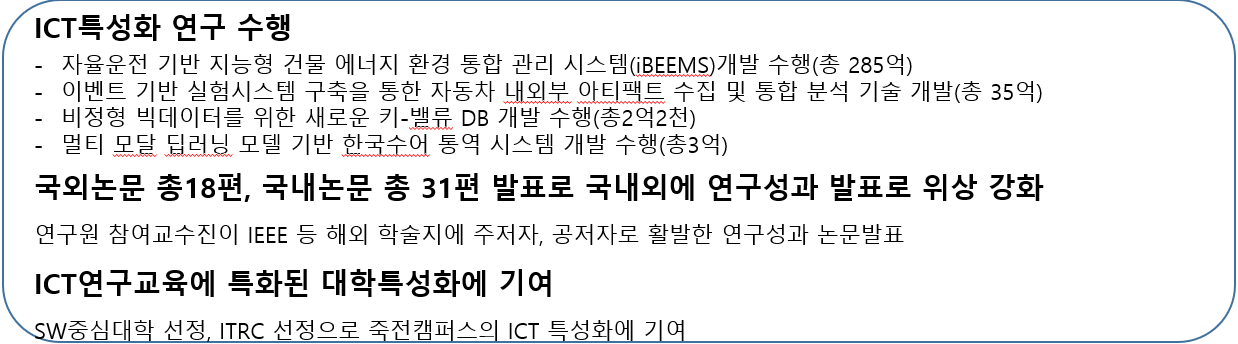 ICT특성화 연구 수행
- 자율운전 기반 지능형 건물 에너지 환경 통합 관리 시스템(iBEEMS)개발 수행(총 285억)
- 이벤트 기반 실험시스템 구축을 통한 자동차 내외부 아티팩트 수집 및 통합 분석 기술 개발(총 35억)
- 비정형 빅데이터를 위한 새로운 키-밸류 DB 개발 수행(총2억2천)
- 멀티 모달 딥러닝 모델 기반 한국수어 통역 시스템 개발 수행(총3억)
국외논문 총18편, 국내논문 총 31편 발표로 국내외에 연구성과 발표로 위상 강화
연구원 참여교수진이 IEEE 등 해외 학술지에 주저자, 공저자로 활발한 연구성과 논문발표
ICT연구교육에 특화된 대학특성화에 기여
SW중심대학 선정, ITRC 선정으로 죽전캠퍼스의 ICT 특성화에 기여